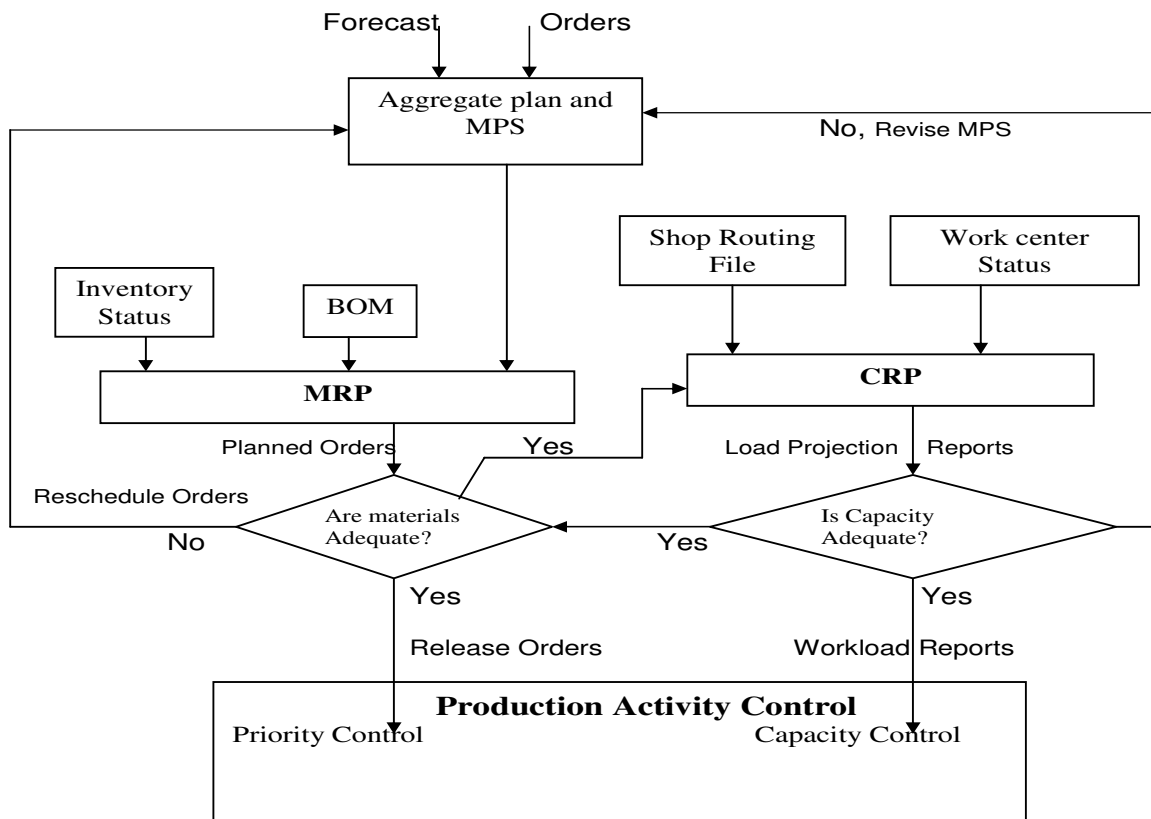 Forecast
Orders
Aggregate plan and
MPS
No, Revise MPS
Shop Routing
File
Work center
Status
Inventory
Status
BOM
MRP
CRP
Planned Orders
Yes
Load Projection
Reports
Reschedule Orders
Are materials
Adequate?
Is Capacity
Adequate?
No
Yes
Yes
Yes
Release Orders
Workload Reports
Production Activity Control
Priority Control
Capacity Control